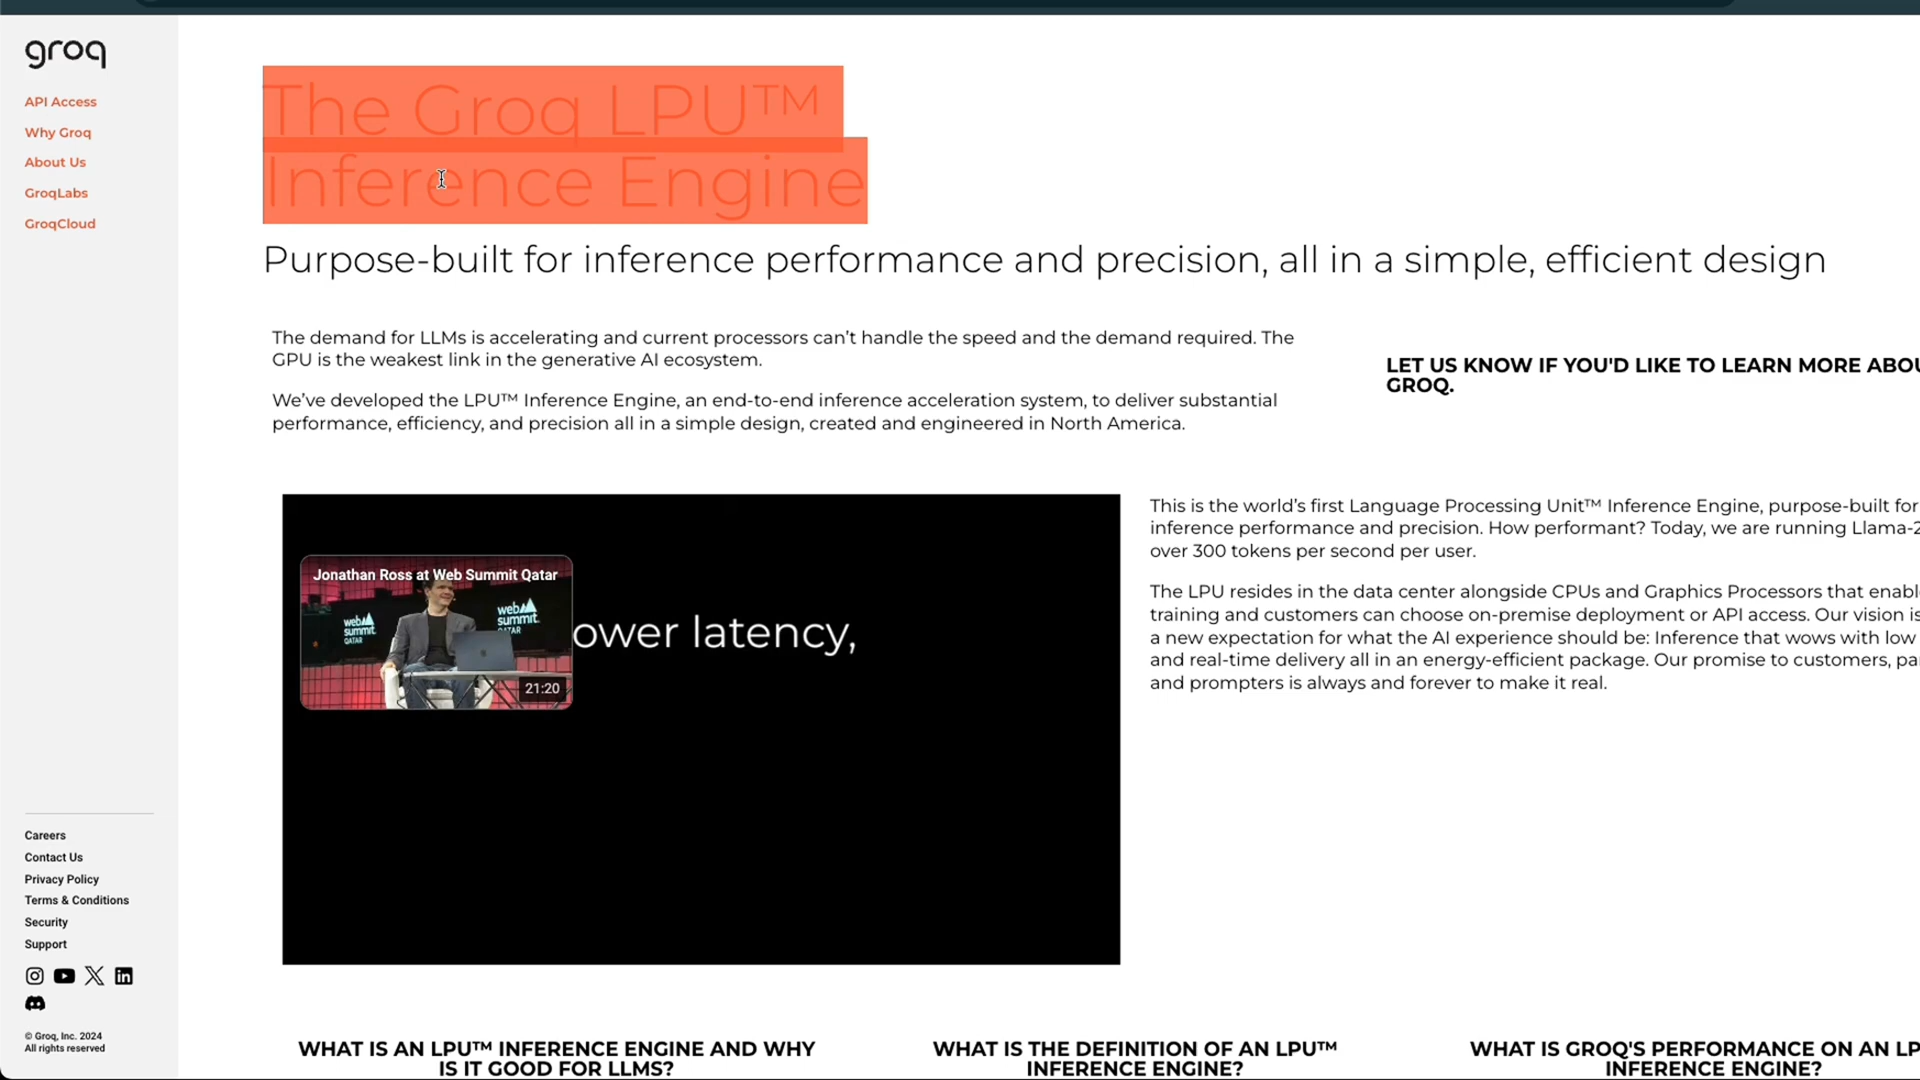 groq
API Access
Why Groq
About Us
GroqLabs
GroqCloud
The Groq LPU™
Inference Engine
Purpose-built for inference performance and precision, all in a simple, efficient design
The demand for LLMs is accelerating and current processors can’t handle the speed and the demand required. The
GPU is the weakest link in the generative AI ecosystem.
We’ve developed the LPU™ Inference Engine, an end-to-end inference acceleration system, to deliver substantial
performance, efficiency, and precision all in a simple design, created and engineered in North America.
LET US KNOW IF YOU'D LIKE TO LEARN MORE
GROQ.
Jonathan Ross at Web Summit Qatar
web
summit
QATAR
web
summit
21:20
latency,
This is the world’s first Language Processing Unit™ Inference Engine, purpose-built for
inference performance and precision. How performant? Today, we are running Llama-2
over 300 tokens per second per user.
The LPU resides in the data center alongside CPUs and Graphics Processors that
training and customers can choose on-premise deployment or API access. Our vision is
a new expectation for what the AI experience should be: Inference that wows with low
and real-time delivery all in an energy-efficient package. Our promise to customers,
and prompters is always and forever to make it real.
WHAT IS AN LPU™ INFERENCE ENGINE AND WHY
IS IT GOOD FOR LLMS?
WHAT IS THE DEFINITION OF AN LPU™
INFERENCE ENGINE?
WHAT IS GROQ'S PERFORMANCE ON AN
INFERENCE ENGINE?
Careers
Contact Us
Privacy Policy
Terms & Conditions
Security
Support
© Groq, Inc. 2024
All rights reserved